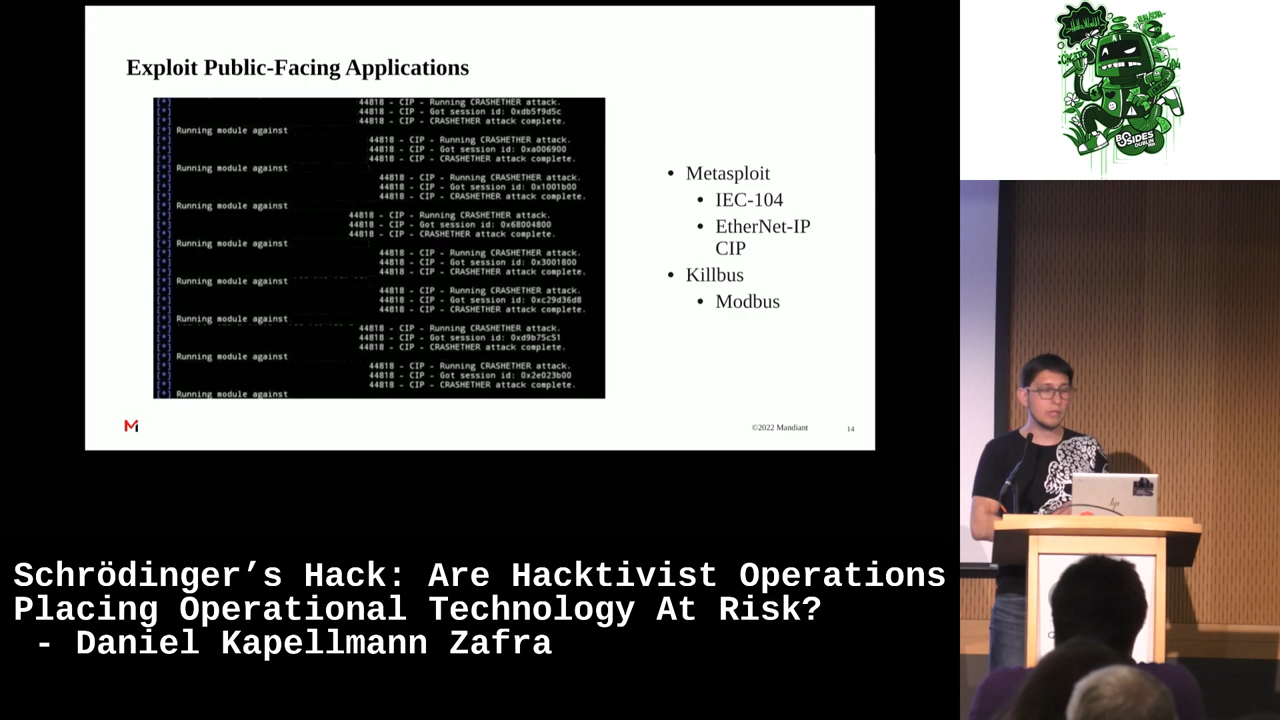 Exploit Public-Facing Applications
[*] 44818 - CIP - Running CRASHETHER attack.
[*] 44818 - CIP - Got session id: 0xdb5f9d5c
[*] 44818 - CIP - CRASHETHER attack complete.
[*] Running module against
[*] 44818 - CIP - Running CRASHETHER attack.
[*] 44818 - CIP - Got session id: 0xa006900
[*] 44818 - CIP - CRASHETHER attack complete.
[*] Running module against
[*] 44818 - CIP - Running CRASHETHER attack.
[*] 44818 - CIP - Got session id: 0x1001b00
[*] 44818 - CIP - CRASHETHER attack complete.
[*] Running module against
[*] 44818 - CIP - Running CRASHETHER attack.
[*] 44818 - CIP - Got session id: 0x68004800
[*] 44818 - CIP - CRASHETHER attack complete.
[*] Running module against
[*] 44818 - CIP - Running CRASHETHER attack.
[*] 44818 - CIP - Got session id: 0x3001800
[*] 44818 - CIP - CRASHETHER attack complete.
[*] Running module against
[*] 44818 - CIP - Running CRASHETHER attack.
[*] 44818 - CIP - Got session id: 0xc29d36d8
[*] 44818 - CIP - CRASHETHER attack complete.
[*] Running module against
[*] 44818 - CIP - Running CRASHETHER attack.
[*] 44818 - CIP - Got session id: 0xd9b75c51
[*] 44818 - CIP - CRASHETHER attack complete.
[*] Running module against
[*] 44818 - CIP - Running CRASHETHER attack.
[*] 44818 - CIP - Got session id: 0x2e023b00
[*] 44818 - CIP - CRASHETHER attack complete.
[*] Running module against
• Metasploit
• IEC-104
• EtherNet-IP
CIP
• Killbus
• Modbus
©2022 Mandiant
14
BSIDES
DUBLIN
hp
Schrödinger’s Hack: Are Hacktivist Operations
Placing Operational Technology At Risk?
- Daniel Kapellmann Zafra